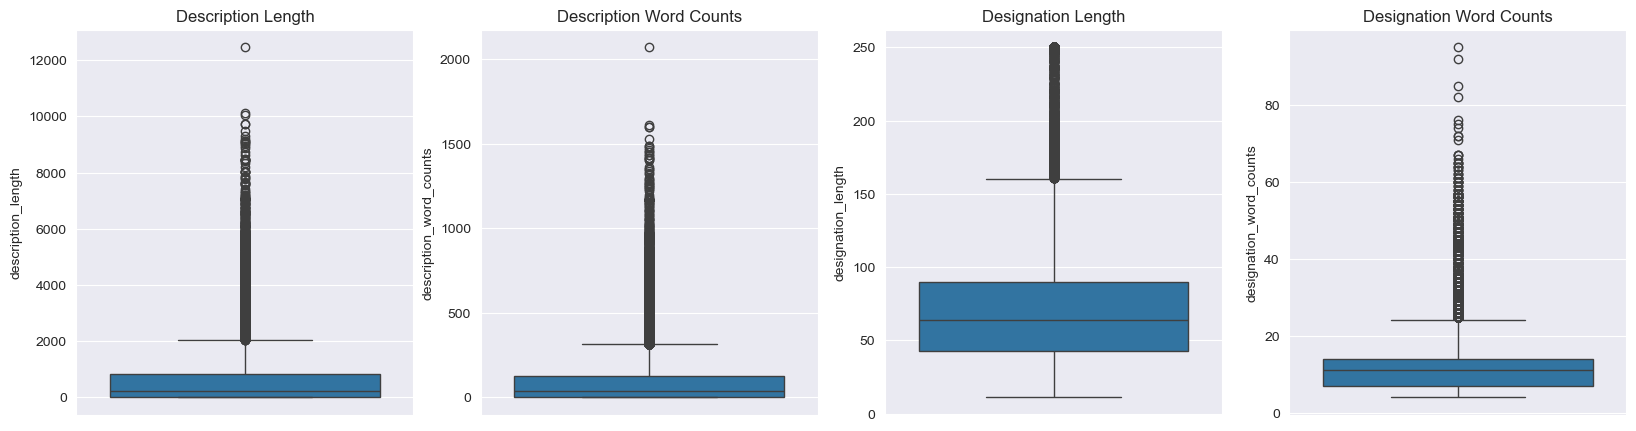 Description Length
12000
10000
8000
6000
4000
2000
0
description_length
Description Word Counts
2000
1500
1000
500
0
description_word_counts
Designation Length
250
200
150
100
50
0
designation_length
Designation Word Counts
80
60
40
20
0
designation_word_counts